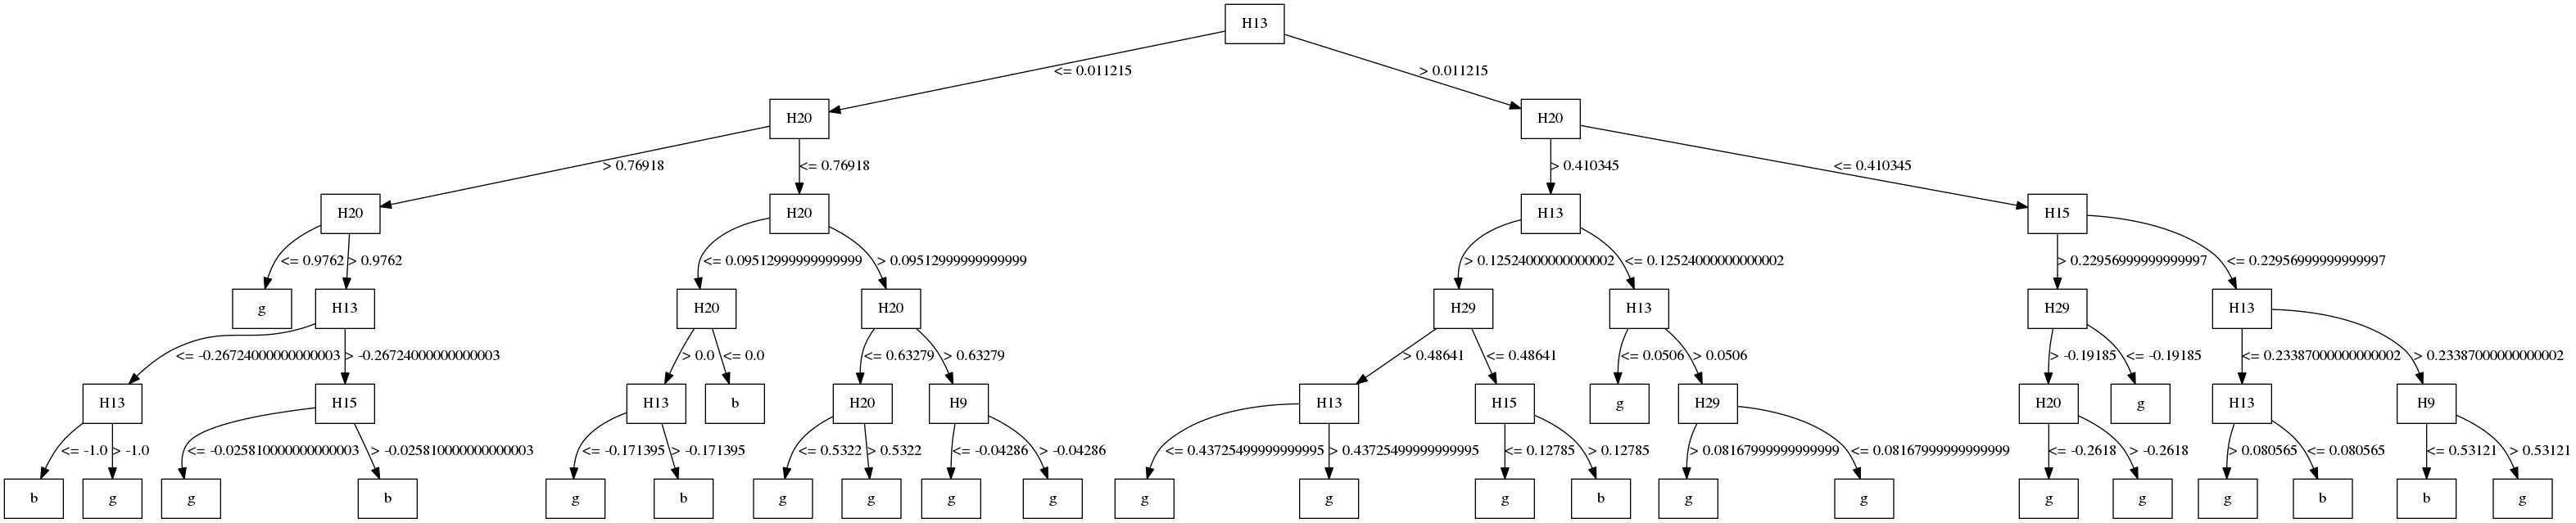 H13
<= 0.011215
> 0.011215
H20
H20
> 0.76918
<= 0.76918
> 0.410345
<= 0.410345
H20
H20
H13
H15
<= 0.9762
> 0.9762
<= 0.09512999999999999
> 0.09512999999999999
> 0.12524000000000002
<= 0.12524000000000002
> 0.22956999999999997
<= 0.22956999999999997
g
H13
H20
H20
H29
H13
H29
H13
<= -0.26724000000000003
> -0.26724000000000003
> 0.0
<= 0.0
<= 0.63279
> 0.63279
> 0.48641
<= 0.48641
<= 0.0506
> 0.0506
> -0.19185
<= -0.19185
<= 0.23387000000000002
> 0.23387000000000002
H13
H15
H13
b
H20
H9
H13
H15
g
H29
H20
g
H13
H9
<= -1.0
> -1.0
<= -0.025810000000000003
> -0.025810000000000003
<= -0.171395
> -0.171395
<= 0.5322
> 0.5322
<= -0.04286
> -0.04286
<= 0.43725499999999995
> 0.43725499999999995
<= 0.12785
> 0.12785
> 0.08167999999999999
<= 0.08167999999999999
<= -0.2618
> -0.2618
> 0.080565
<= 0.080565
<= 0.53121
> 0.53121
b
g
g
b
g
b
g
g
g
g
g
g
g
b
g
g
g
g
g
b
b
g